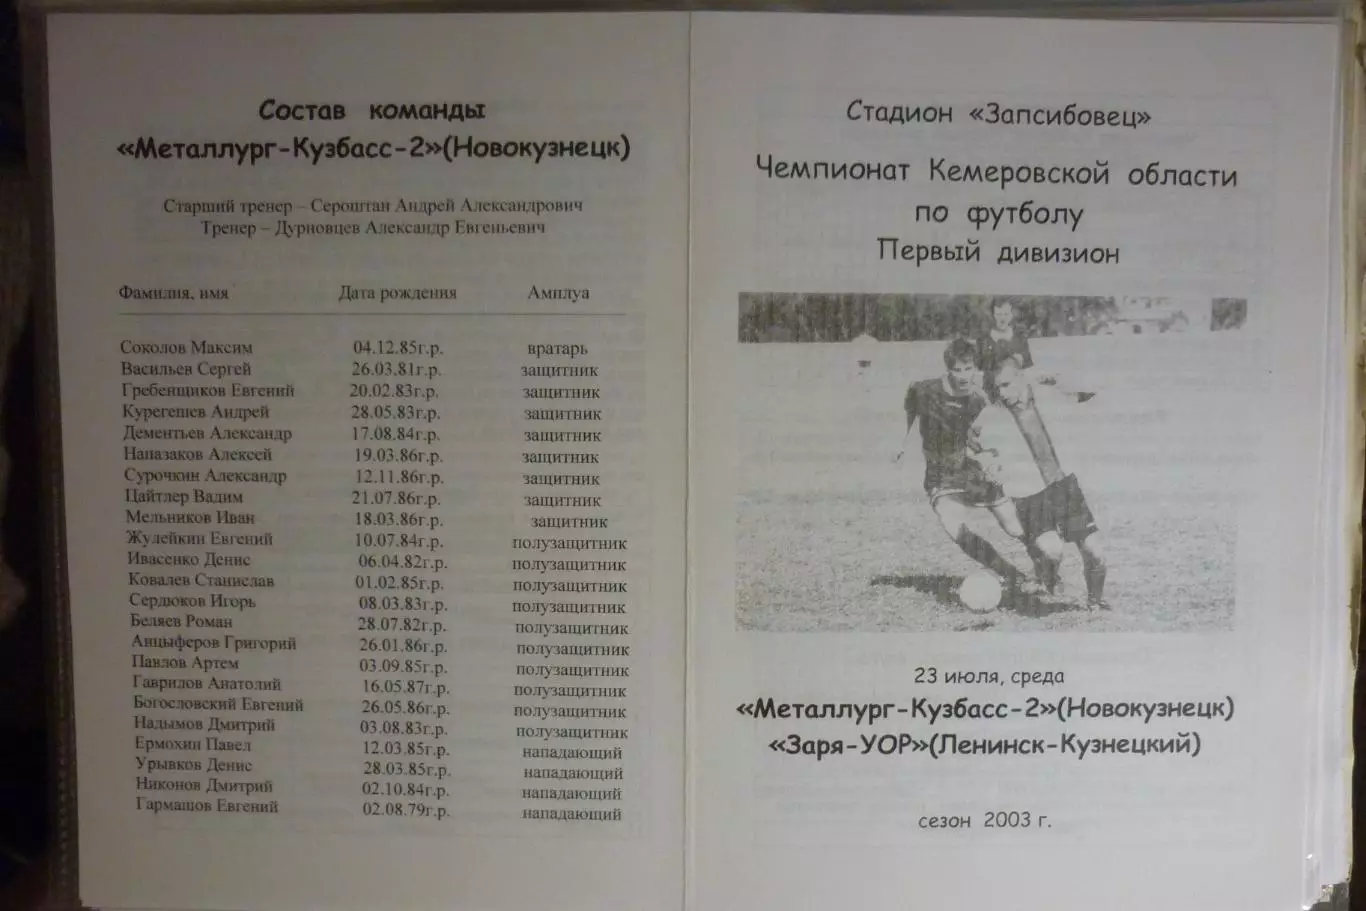 Состав команды
«Металлург-Кузбасс-2»(Новокузнецк)
Старший тренер – Сероштан Андрей Александрович
Тренер – Дурновцев Александр Евгеньевич
Фамилия, имя Дата рождения Амплуа
Соколов Максим 04.12.85г.р. вратарь
Васильев Сергей 26.03.81г.р. защитник
Гребенщиков Евгений 20.02.83г.р. защитник
Курегешев Андрей 28.05.83г.р. защитник
Дементьев Александр 17.08.84г.р. защитник
Напазаков Алексей 19.03.86г.р. защитник
Сурочкин Александр 12.11.86г.р. защитник
Цайтлер Вадим 21.07.86г.р. защитник
Мельников Иван 18.03.86г.р. защитник
Жулейкин Евгений 10.07.84г.р. полузащитник
Ивасенко Денис 06.04.82г.р. полузащитник
Ковалев Станислав 01.02.85г.р. полузащитник
Сердюков Игорь 08.03.83г.р. полузащитник
Беляев Роман 28.07.82г.р. полузащитник
Анцыферов Григорий 26.01.86г.р. полузащитник
Павлов Артем 03.09.85г.р. полузащитник
Гаврилов Анатолий 16.05.87г.р. полузащитник
Богословский Евгений 26.05.86г.р. полузащитник
Надымов Дмитрий 03.08.83г.р. полузащитник
Ермохин Павел 12.03.85г.р. нападающий
Урывков Денис 28.03.85г.р. нападающий
Никонов Дмитрий 02.10.84г.р. нападающий
Гармашов Евгений 02.08.79г.р. нападающий
Стадион «Запсибовец»
Чемпионат Кемеровской области
по футболу
Первый дивизион
23 июля, среда
«Металлург-Кузбасс-2»(Новокузнецк)
«Заря-УОР»(Ленинск-Кузнецкий)
сезон 2003 г.